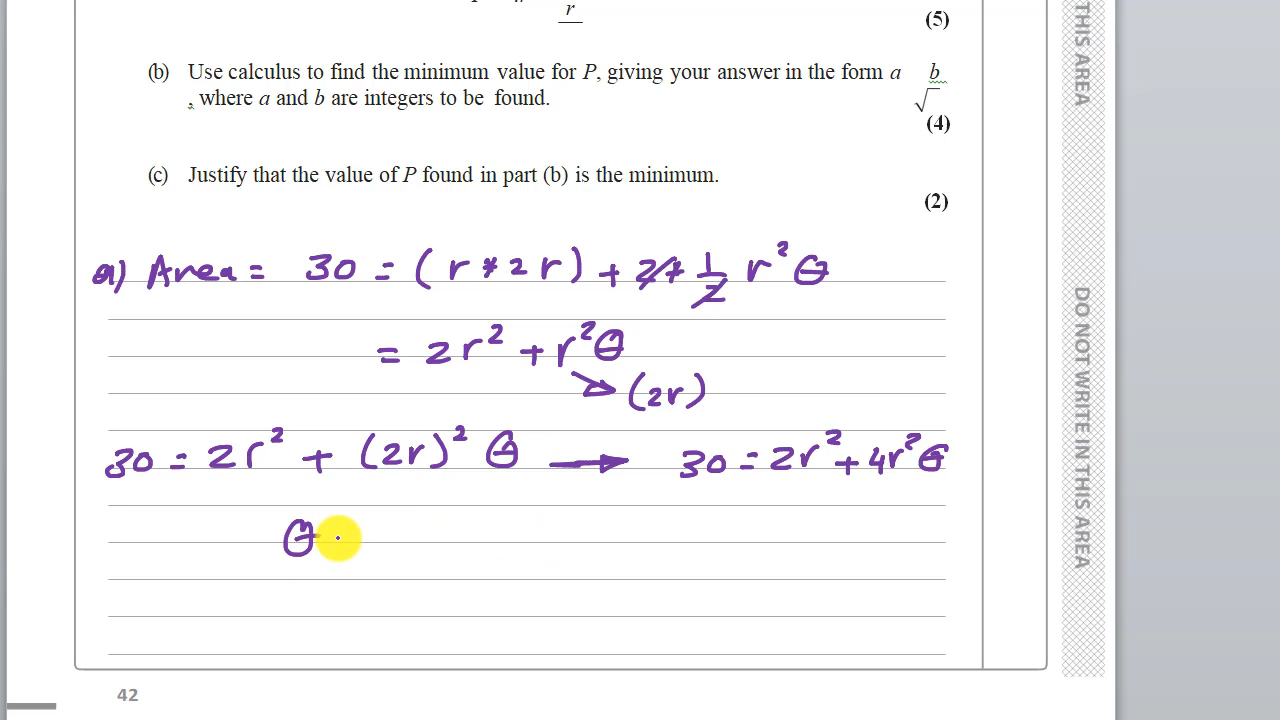 r
(5)
(b) Use calculus to find the minimum value for P, giving your answer in the form a √ b
, where a and b are integers to be found.
(4)
(c) Justify that the value of P found in part (b) is the minimum.
(2)
a) Area = 30 = (r * 2r) + 2 * 1/2 r² θ
= 2r² + r² θ
→ (2r)
30 = 2r² + (2r)² θ → 30 = 2r² + 4r² θ
θ
42
THIS AREA
DO NOT WRITE IN THIS AREA